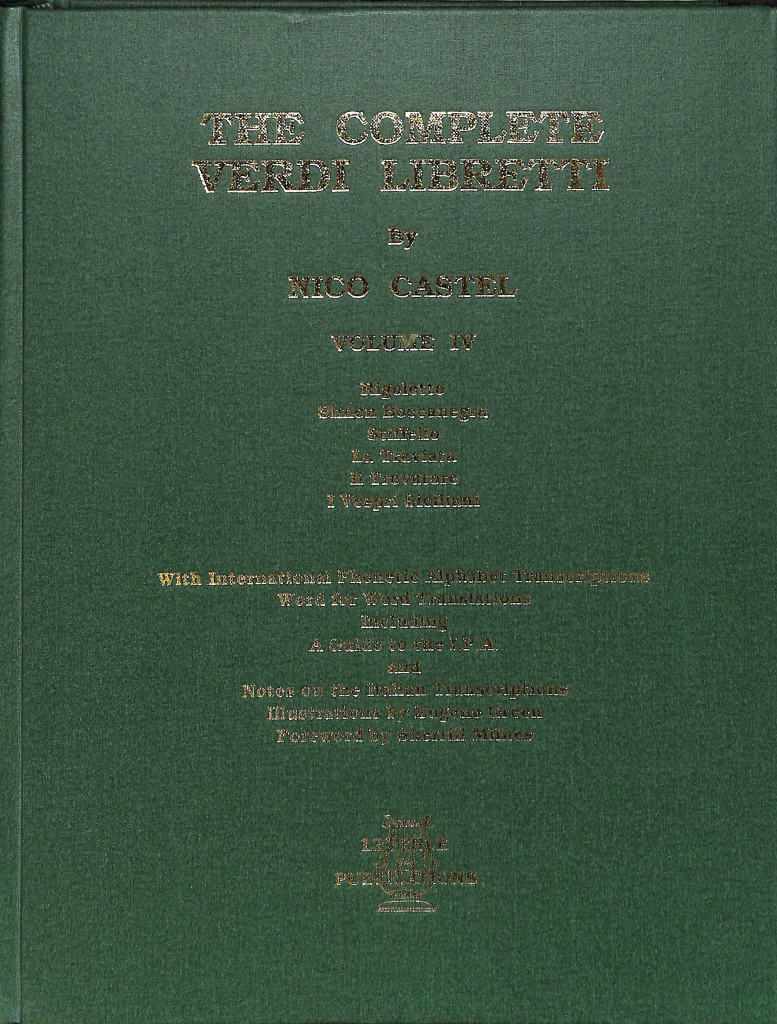 THE COMPLETE
VERDI LIBRETTI
By
NICO CASTEL
VOLUME IV
Rigoletto
Simon Boccanegra
Stiffelio
La Traviata
Il Trovatore
I Vespri Siciliani
With International Phonetic Alphabet Transcriptions
Word for Word Translations
Including
A Guide to the I.P.A.
and
Notes on the Italian Transcriptions
Illustrations by Eugene Green
Foreword by Sherrill Milnes
LEYERLE
PUBLICATIONS